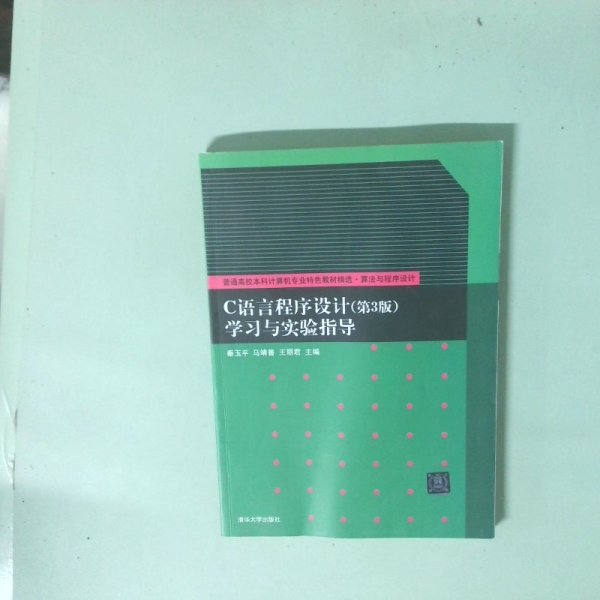 普通高校本科计算机专业特色教材精选·算法与程序设计
C语言程序设计(第3版)
学习与实验指导
秦玉平 马靖善 王丽君 主编
清华大学出版社